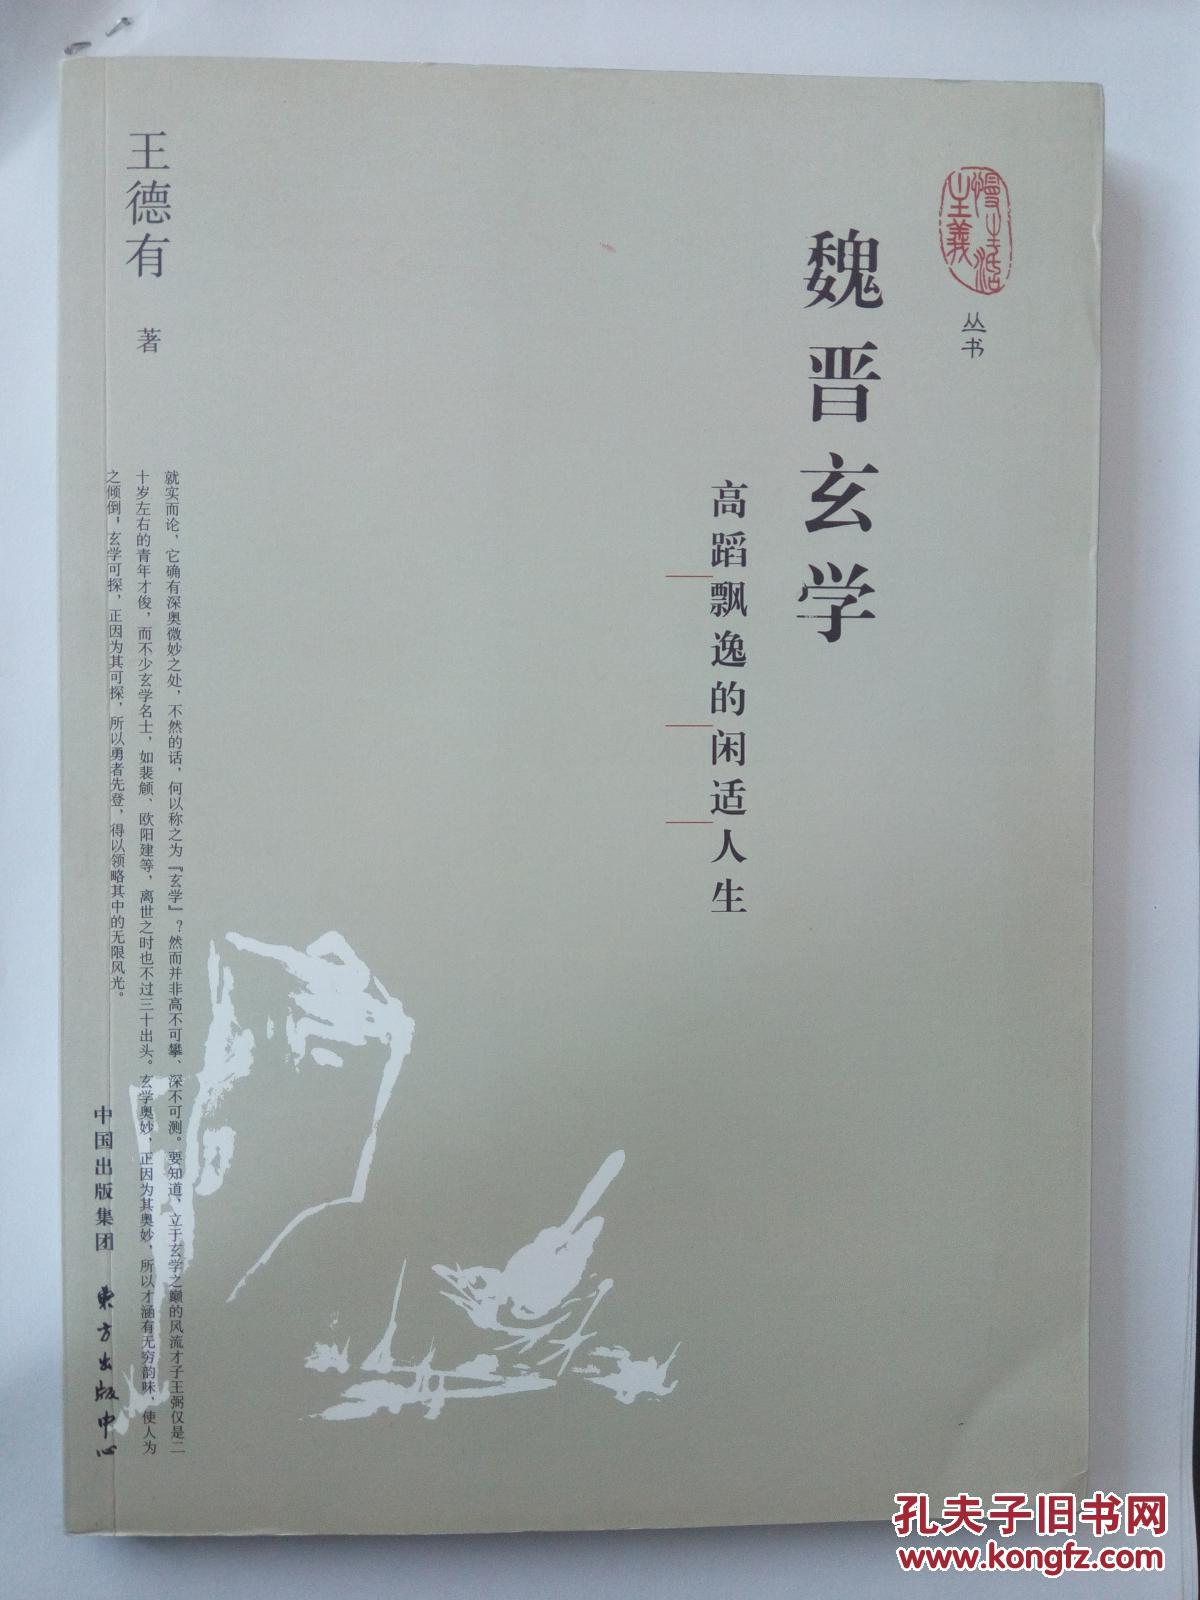 慢生活
主義
丛书
魏晋玄学
高蹈飘逸的闲适人生
王德有 著
就实而论，它确有深奥微妙之处，不然的话，何以称之为『玄学』？然而并非高不可攀、深不可测。要知道，立于玄学之巅的风流才子王弼仅是二
十岁左右的青年才俊，而不少玄学名士，如裴頠、欧阳建等，离世之时也不过三十出头。玄学奥妙，正因为其奥妙，所以才涵有无穷韵味，使人为
之倾倒，玄学可探，正因为其可探，所以勇者先登，得以领略其中的无限风光。
中国出版集团 东方出版中心
孔夫子旧书网
www.kongfz.com